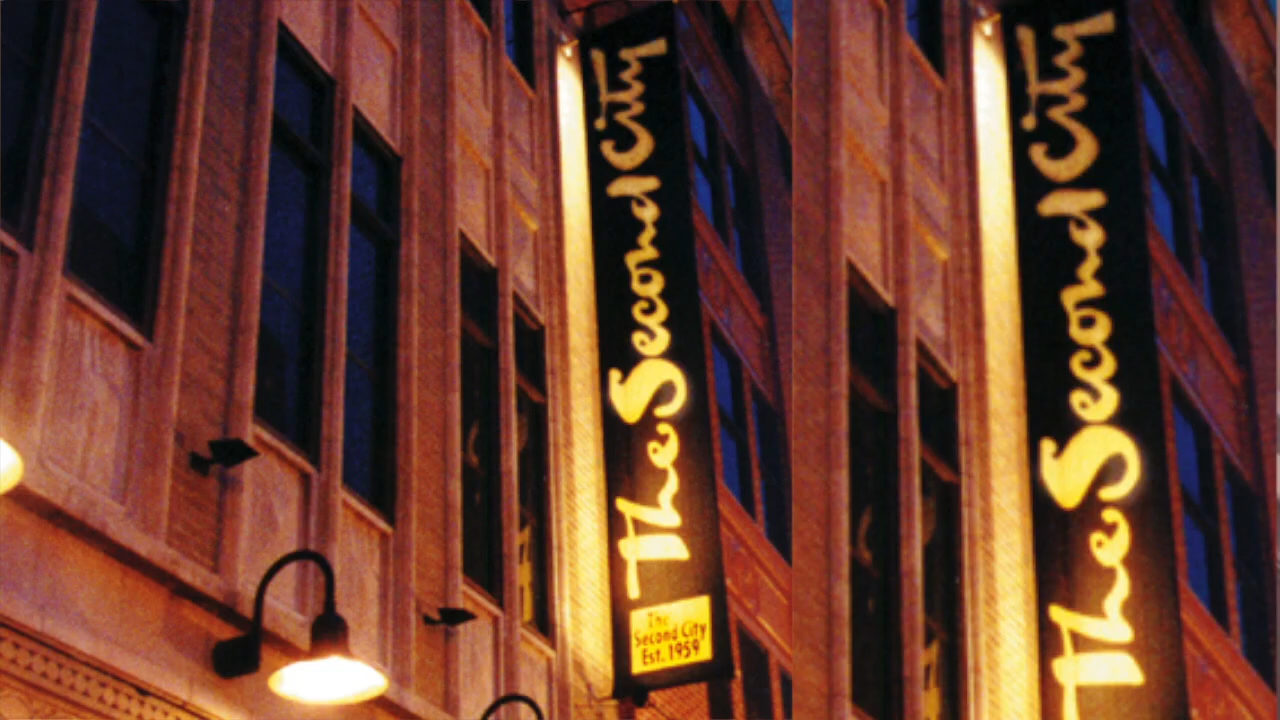 The Second City
The
Second City
Est. 1959
The Second City